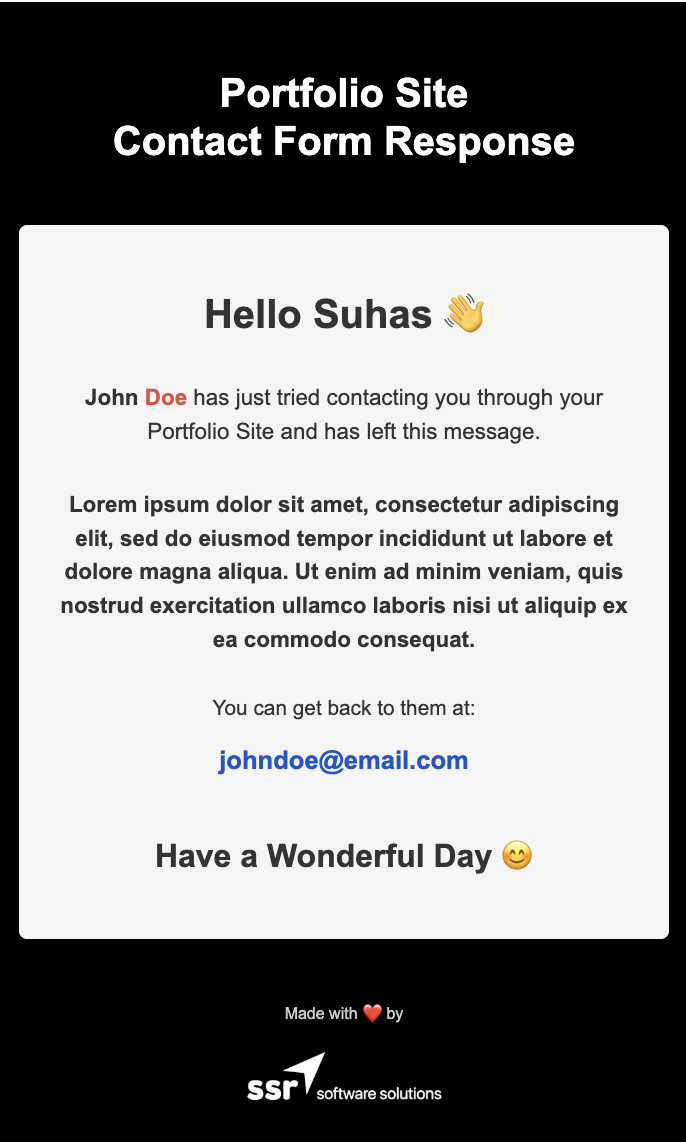 Portfolio Site
Contact Form Response
Hello Suhas 👋
John Doe has just tried contacting you through your
Portfolio Site and has left this message.
Lorem ipsum dolor sit amet, consectetur adipiscing
elit, sed do eiusmod tempor incididunt ut labore et
dolore magna aliqua. Ut enim ad minim veniam, quis
nostrud exercitation ullamco laboris nisi ut aliquip ex
ea commodo consequat.
You can get back to them at:
johndoe@email.com
Have a Wonderful Day 😊
Made with ❤️ by
ssr software solutions